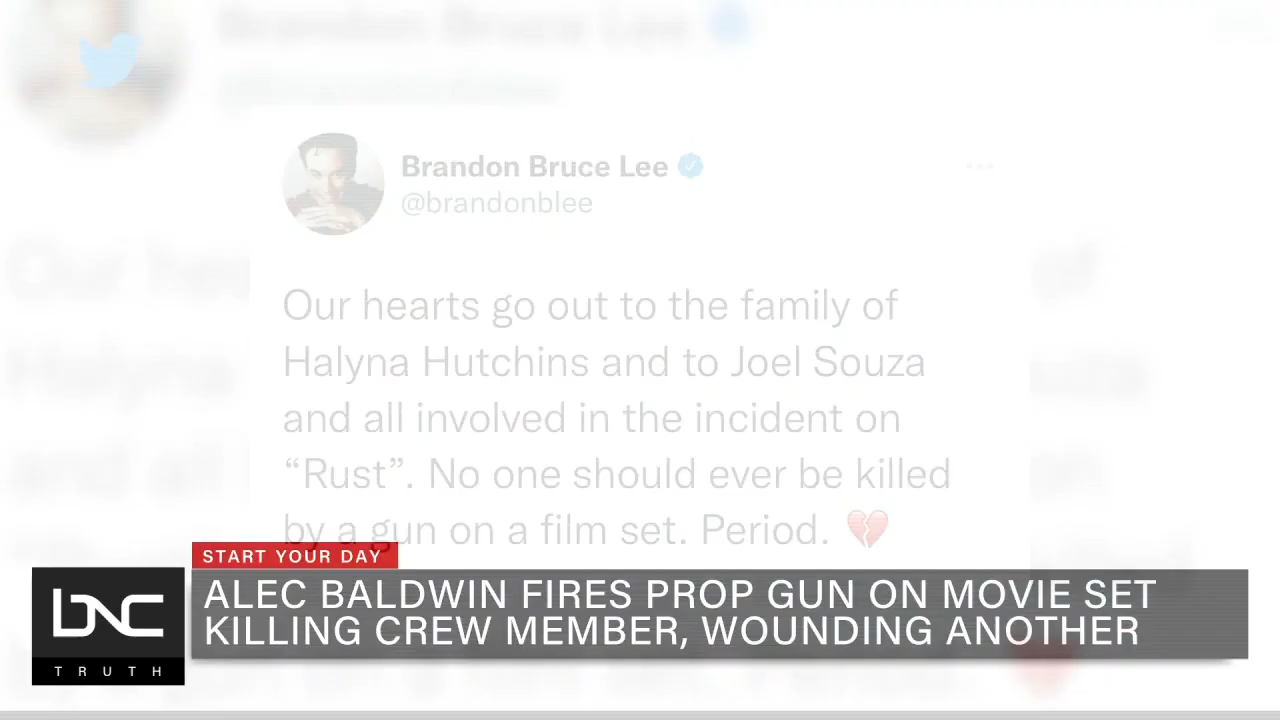 Brandon Bruce Lee
@brandonblee
Our hearts go out to the family of
Halyna Hutchins and to Joel Souza
and all involved in the incident on
“Rust”. No one should ever be killed
by a gun on a film set. Period. 💔
START YOUR DAY
ALEC BALDWIN FIRES PROP GUN ON MOVIE SET
KILLING CREW MEMBER, WOUNDING ANOTHER
BNC
TRUTH